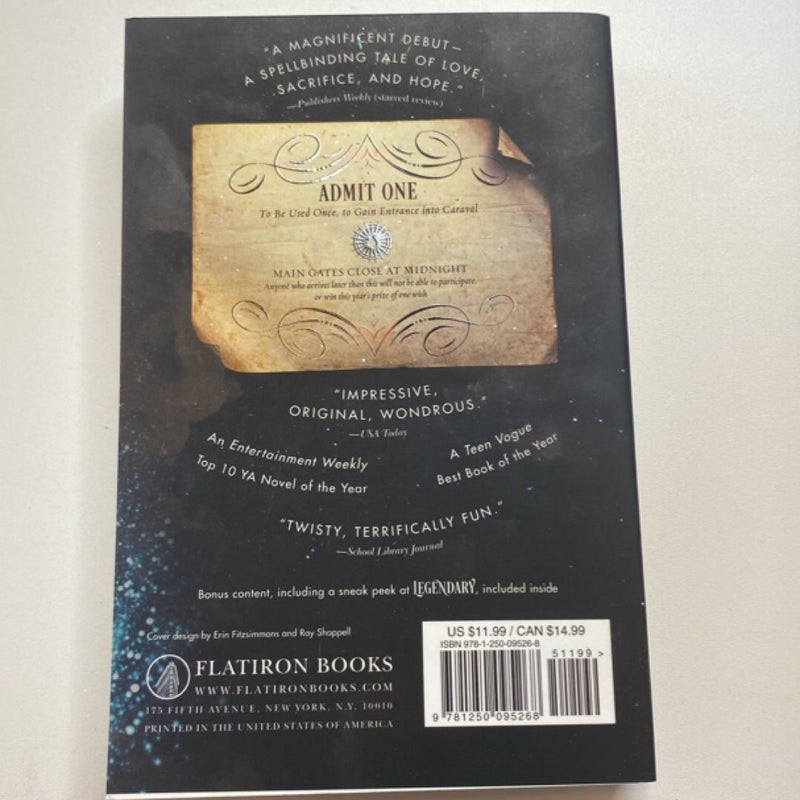 "A MAGNIFICENT DEBUT—
A SPELLBINDING TALE OF LOVE,
SACRIFICE, AND HOPE."
—Publishers Weekly (starred review)
ADMIT ONE
To Be Used Once, to Gain Entrance into Caraval
MAIN GATES CLOSE AT MIDNIGHT
Anyone who arrives later than this will not be able to participate
or win this year's prize of one wish
"IMPRESSIVE,
ORIGINAL, WONDROUS."
—USA Today
An Entertainment Weekly
Top 10 YA Novel of the Year
A Teen Vogue
Best Book of the Year
"TWISTY, TERRIFICALLY FUN."
—School Library Journal
Bonus content, including a sneak peek at LEGENDARY, included inside
Cover design by Erin Fitzsimmons and Ray Shappell
FLATIRON BOOKS
WWW.FLATIRONBOOKS.COM
175 FIFTH AVENUE, NEW YORK, N.Y. 10010
PRINTED IN THE UNITED STATES OF AMERICA
US $11.99 / CAN $14.99
ISBN 978-1-250-09526-8
51199 >
9 781250 095268